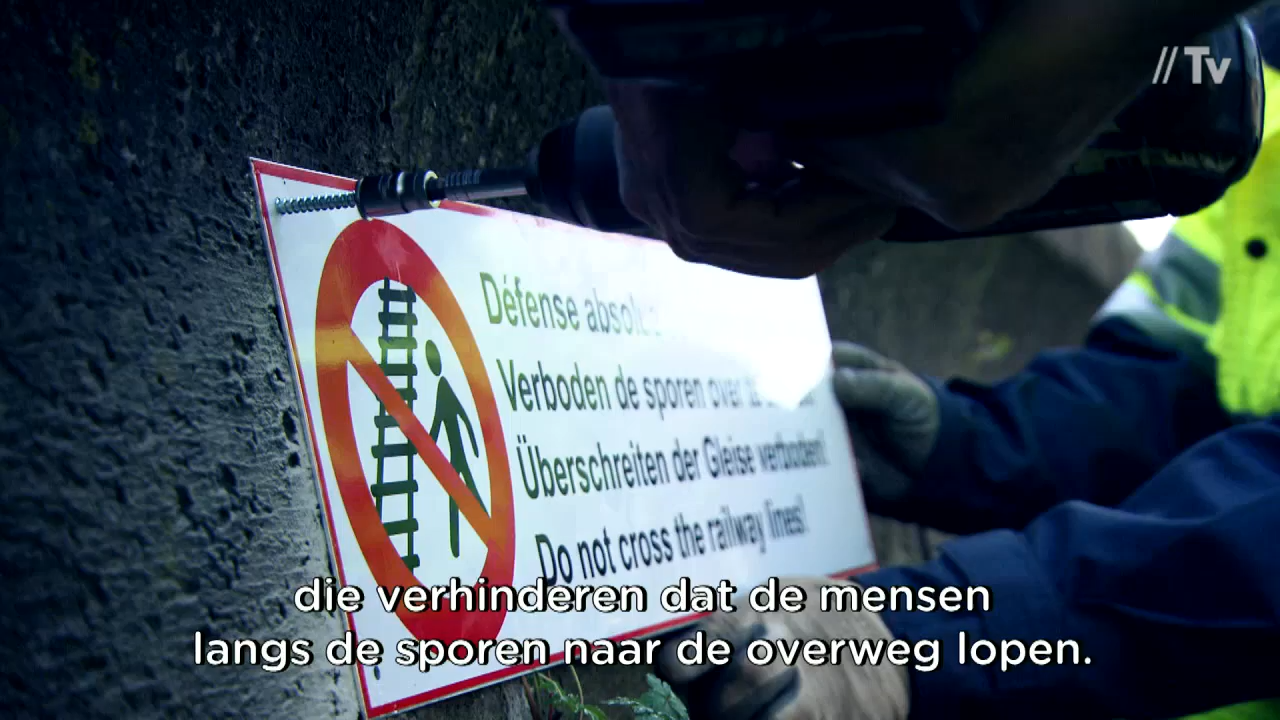 // Tv
Défense
Verboden de sporen over
Überschreiten der Gleise verboden!
Do not cross the railway lines!
die verhinderen dat de mensen
langs de sporen naar de overweg lopen.